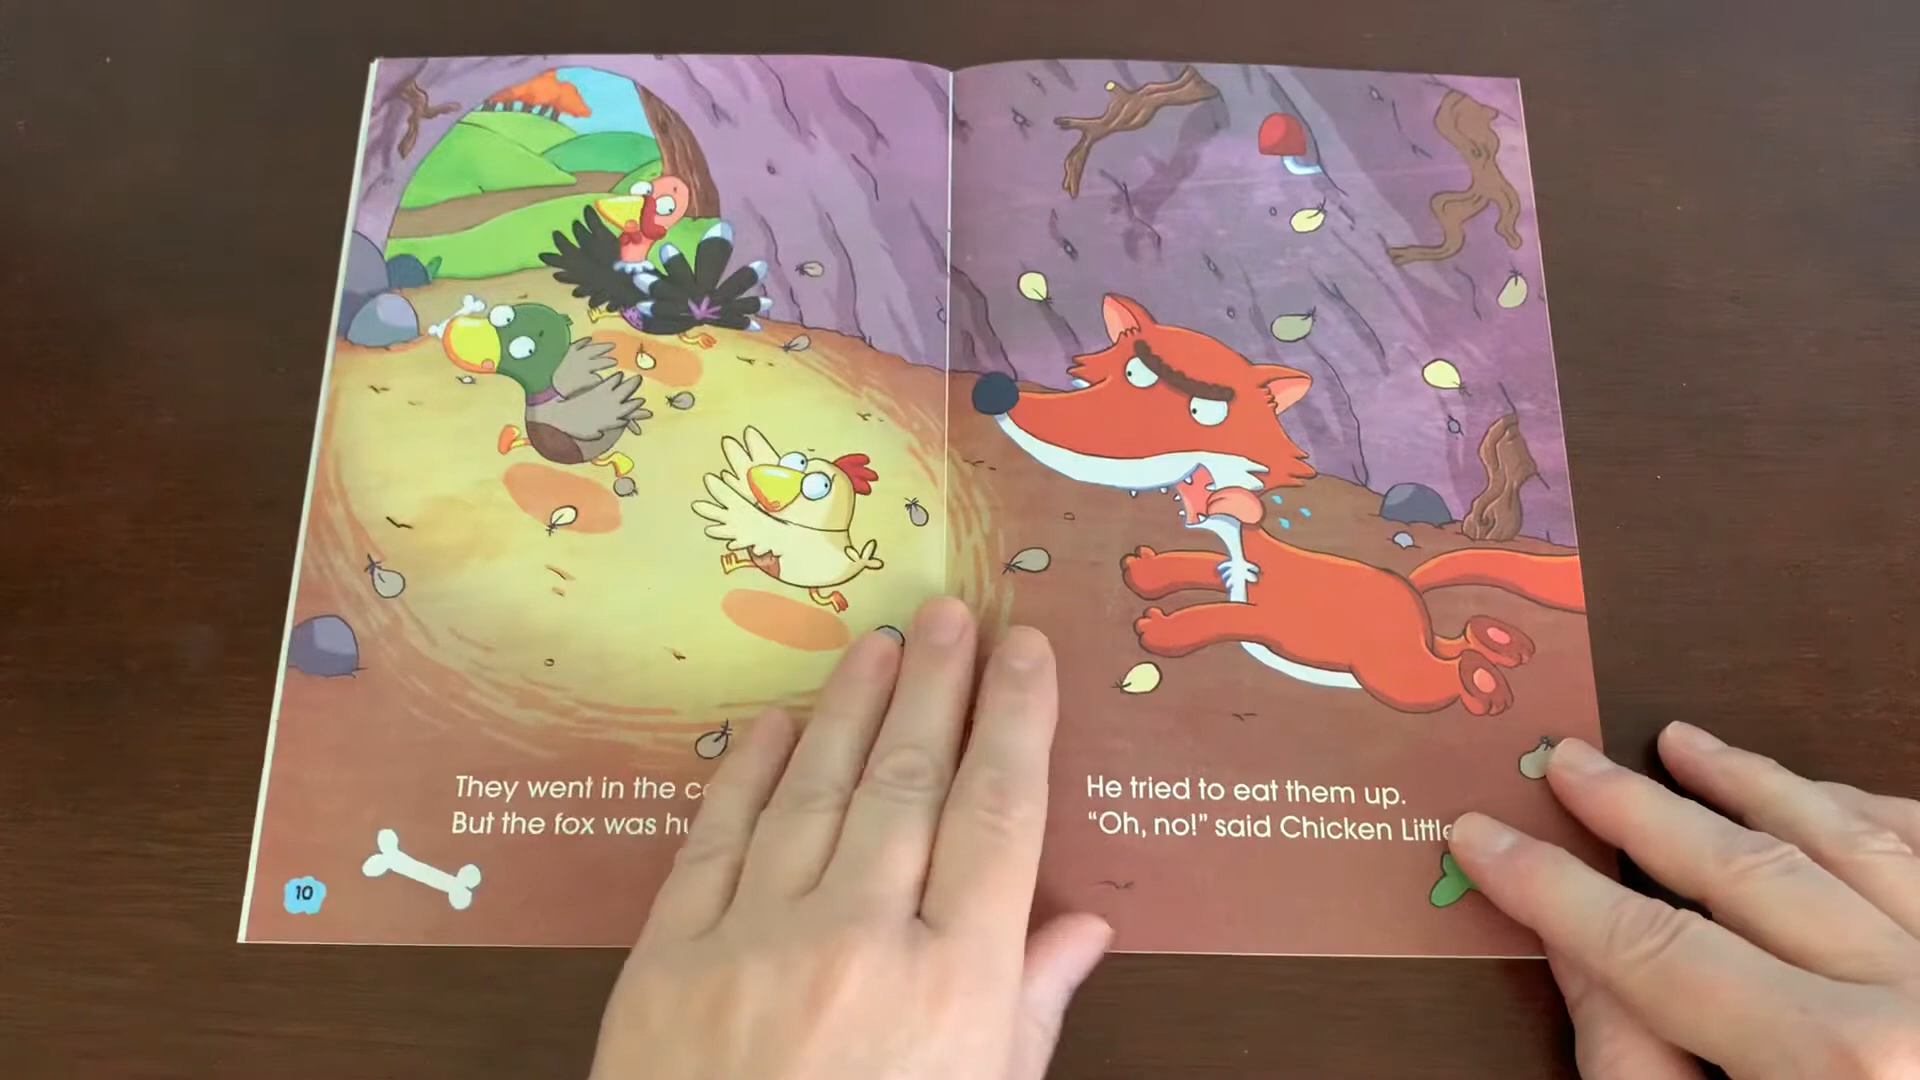 They went in the
But the fox was
10
He tried to eat them up.
"Oh, no!" said Chicken Little